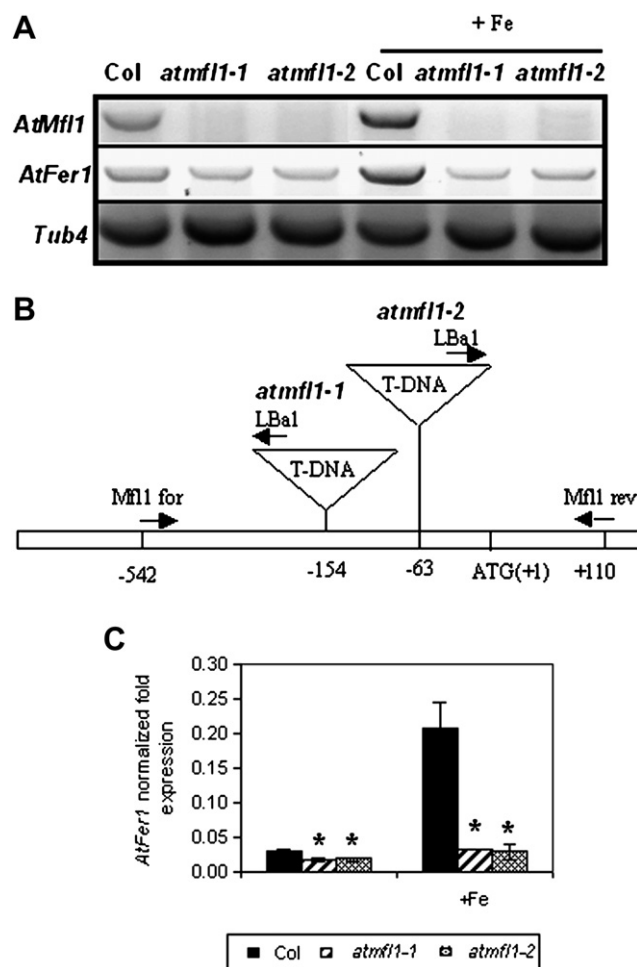 A
+ Fe
Col atmfl1-1 atmfl1-2 Col atmfl1-1 atmfl1-2
AtMfl1
AtFer1
Tub4
B
atmfl1-2
LBa1
T-DNA
atmfl1-1
LBa1
T-DNA
Mfl1 for
Mfl1 rev
-542
-154
-63
ATG(+1)
+110
C
AtFer1 normalized fold
expression
0.30
0.25
0.20
0.15
0.10
0.05
0.00
* *
* *
+Fe
Col atmfl1-1 atmfl1-2